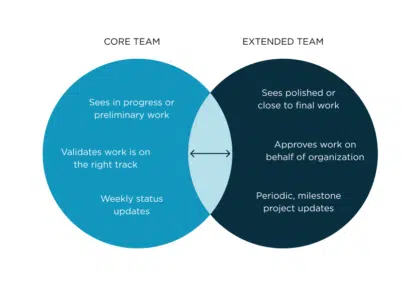 CORE TEAM
EXTENDED TEAM
Sees in progress or
preliminary work
Validates work is on
the right track
Weekly status
updates
Sees polished or
close to final work
Approves work on
behalf of organization
Periodic, milestone
project updates